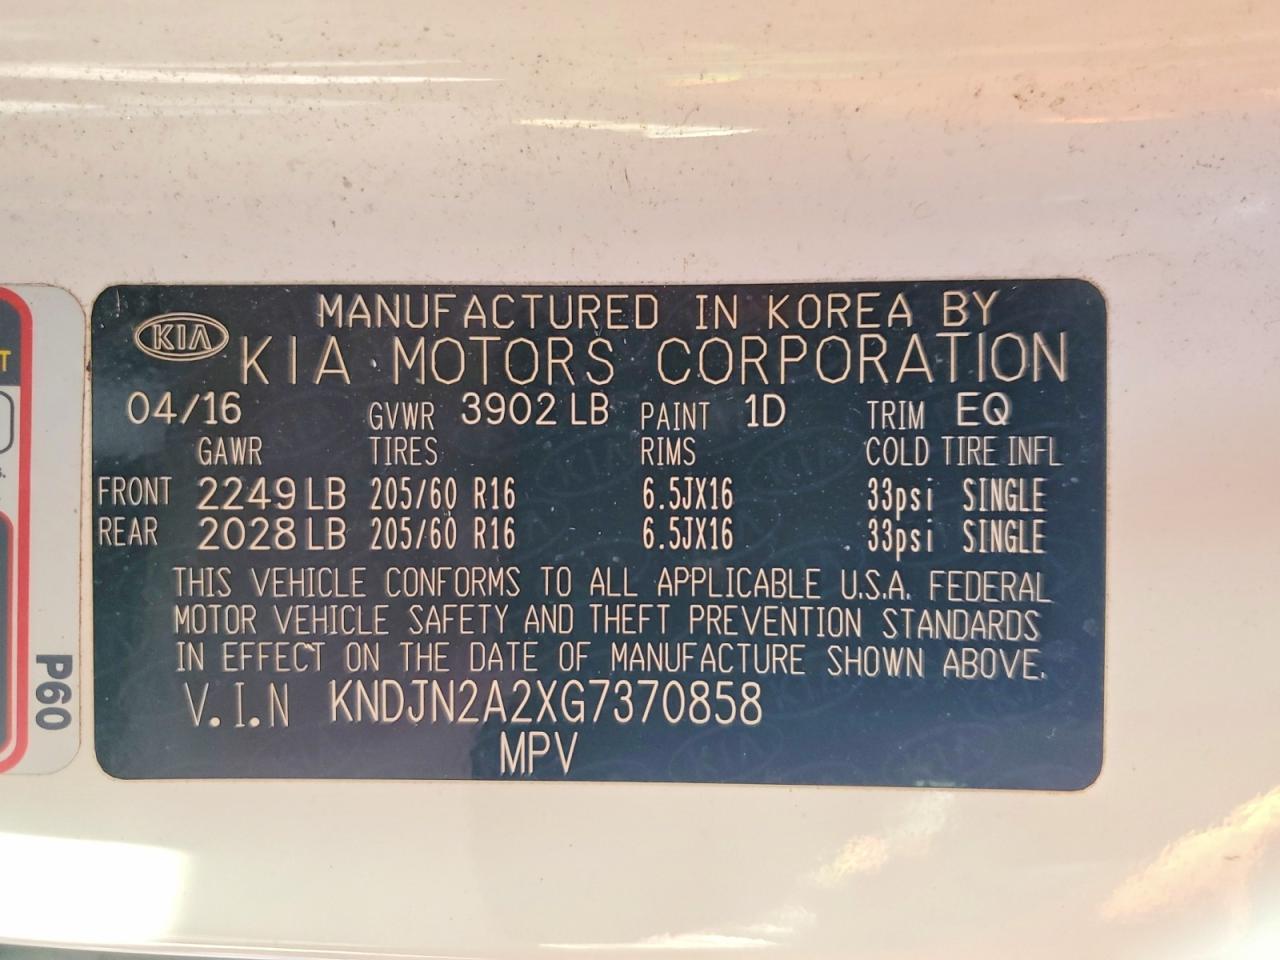 MANUFACTURED IN KOREA BY
KIA
KIA MOTORS CORPORATION
04/16 GVWR 3902 LB PAINT 1D TRIM EQ
GAWR TIRES RIMS COLD TIRE INFL
FRONT 2249 LB 205/60 R16 6.5JX16 33psi SINGLE
REAR 2028 LB 205/60 R16 6.5JX16 33psi SINGLE
THIS VEHICLE CONFORMS TO ALL APPLICABLE U.S.A. FEDERAL
MOTOR VEHICLE SAFETY AND THEFT PREVENTION STANDARDS
IN EFFECT ON THE DATE OF MANUFACTURE SHOWN ABOVE.
V.I.N KNDJN2A2XG7370858
MPV
P60